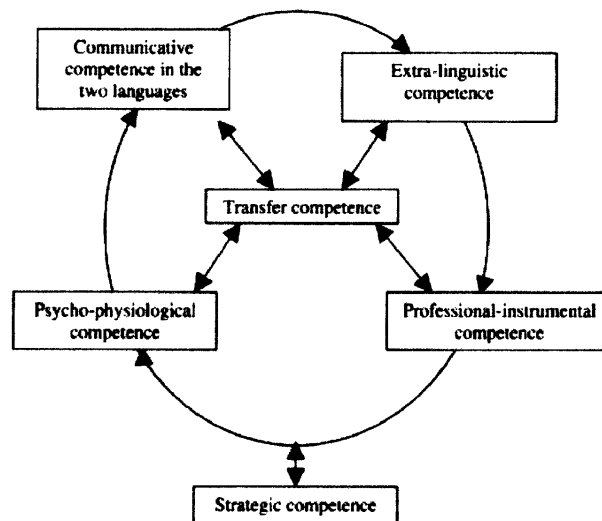 Communicative
competence in the
two languages
Extra-linguistic
competence
Transfer competence
Psycho-physiological
competence
Professional-instrumental
competence
Strategic competence